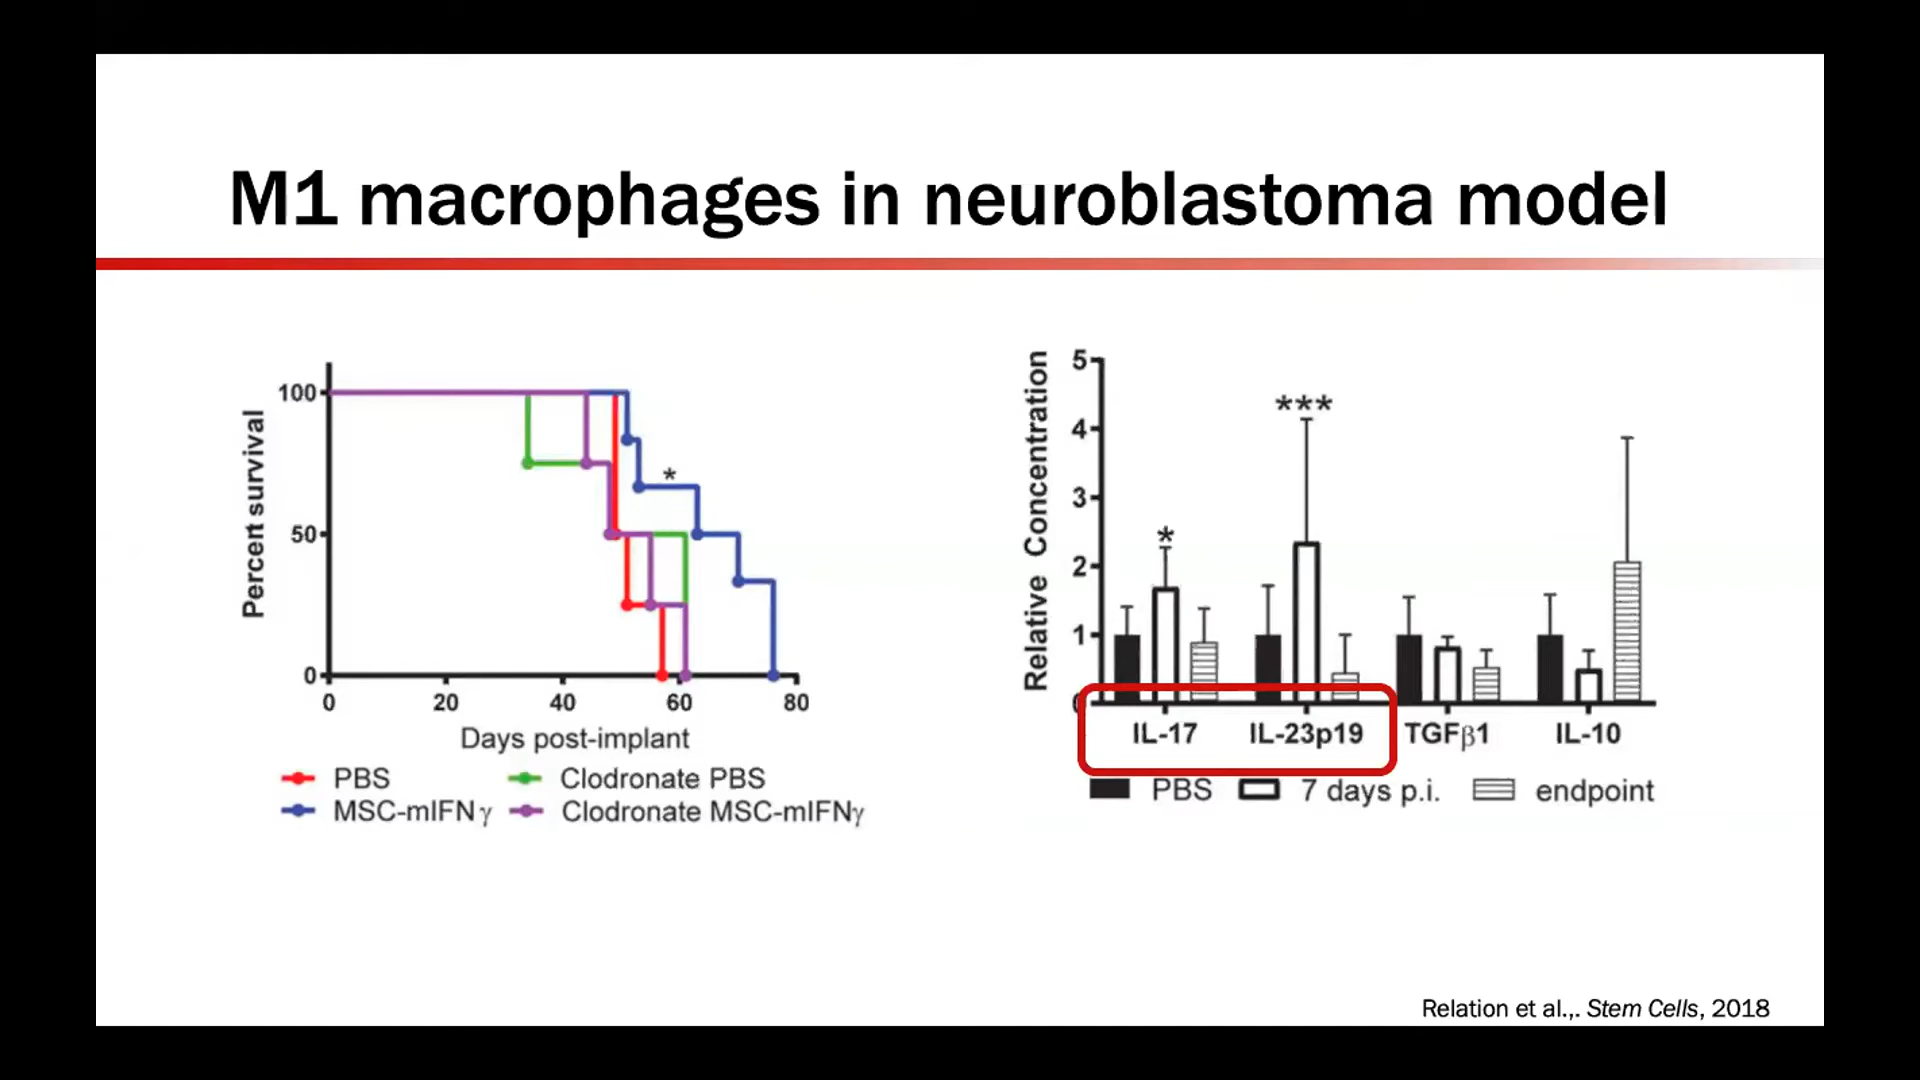 M1 macrophages in neuroblastoma model
Percent survival
100
50
0
0 20 40 60 80
*
Days post-implant
PBS
Clodronate PBS
MSC-mIFNγ
Clodronate MSC-mIFNγ
Relative Concentration
5
4
3
2
1
*
***
IL-17 IL-23p19 TGFβ1 IL-10
PBS 7 days p.i. endpoint
Relation et al.,. Stem Cells, 2018